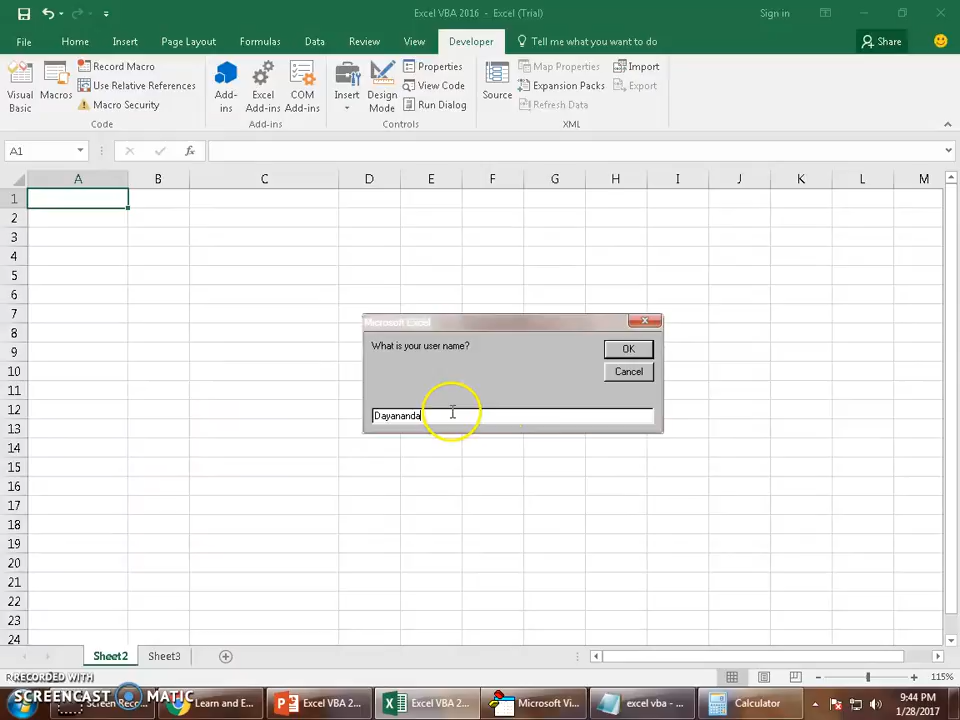 Excel VBA 2016 - Excel (Trial)
Sign in
File Home Insert Page Layout Formulas Data Review View Developer Tell me what you want to do Share
Visual Basic
Macros
Record Macro
Use Relative References
Macro Security
Code
Add-ins
Excel Add-ins
COM Add-ins
Add-ins
Insert
Design Mode
Properties
View Code
Run Dialog
Controls
Source
Map Properties
Expansion Packs
Refresh Data
Import
Export
XML
A1
fx
A B C D E F G H I J K L M
1
2
3
4
5
6
7
8
9
10
11
12
13
14
15
16
17
18
19
20
21
22
23
24
Microsoft Excel
What is your user name?
OK
Cancel
Dayananda
Sheet2 Sheet3
115%
RECORDED WITH
SCREENCAST MATIC
Screen Reco...
Learn and E...
Excel VBA 2...
Excel VBA 2...
Microsoft Vi...
excel vba - ...
Calculator
9:44 PM
1/28/2017